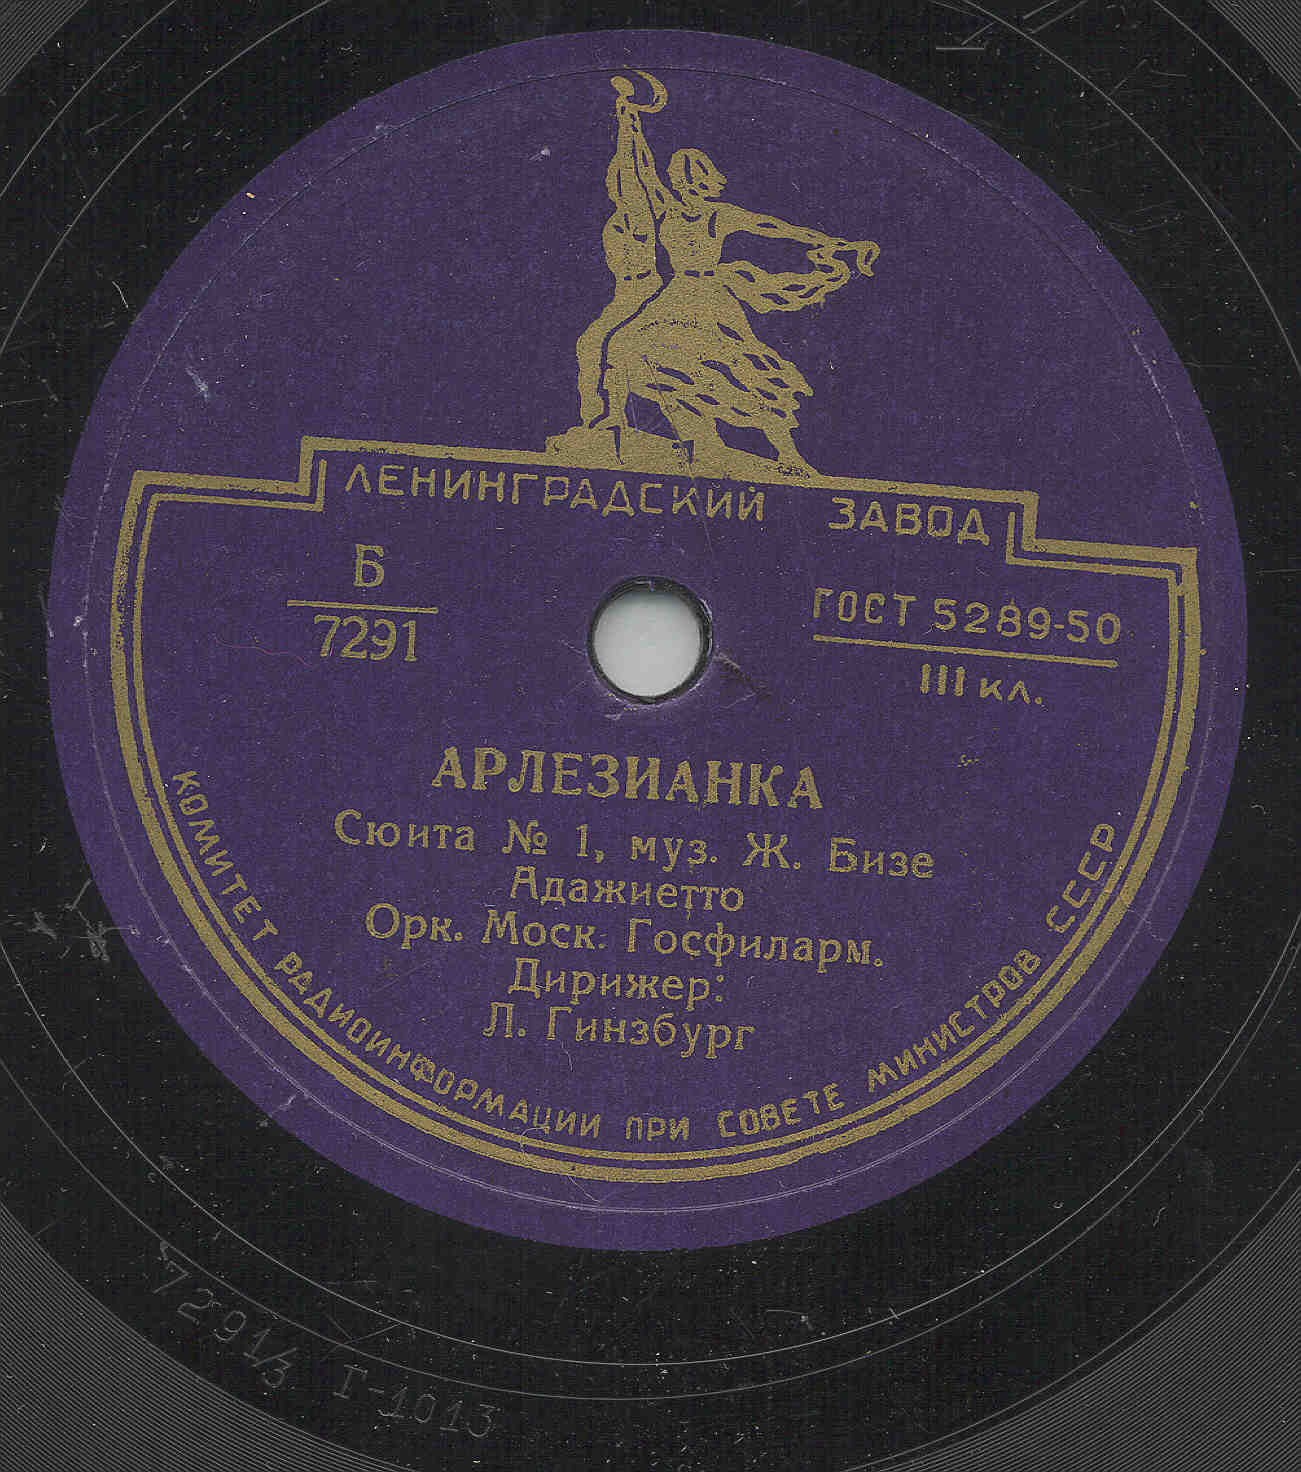 ЛЕНИНГРАДСКИЙ ЗАВОД
Б
7291
ГОСТ 5289-50
III кл.
АРЛЕЗИАНКА
Сюита № 1, муз. Ж. Бизе
Адажиетто
Орк. Моск. Госфиларм.
Дирижер:
Л. Гинзбург
КОМИТЕТ РАДИОИНФОРМАЦИИ ПРИ СОВЕТЕ МИНИСТРОВ СССР
7291/3 Г-1013